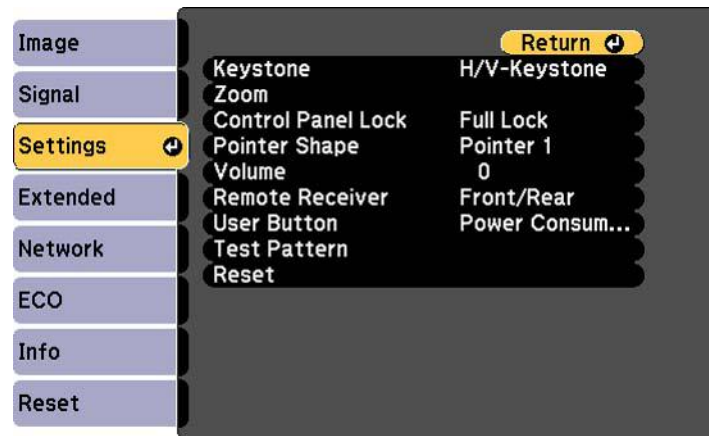 Image
Signal
Settings
Extended
Network
ECO
Info
Reset
Return
Keystone H/V-Keystone
Zoom
Control Panel Lock Full Lock
Pointer Shape Pointer 1
Volume 0
Remote Receiver Front/Rear
User Button Power Consum...
Test Pattern
Reset